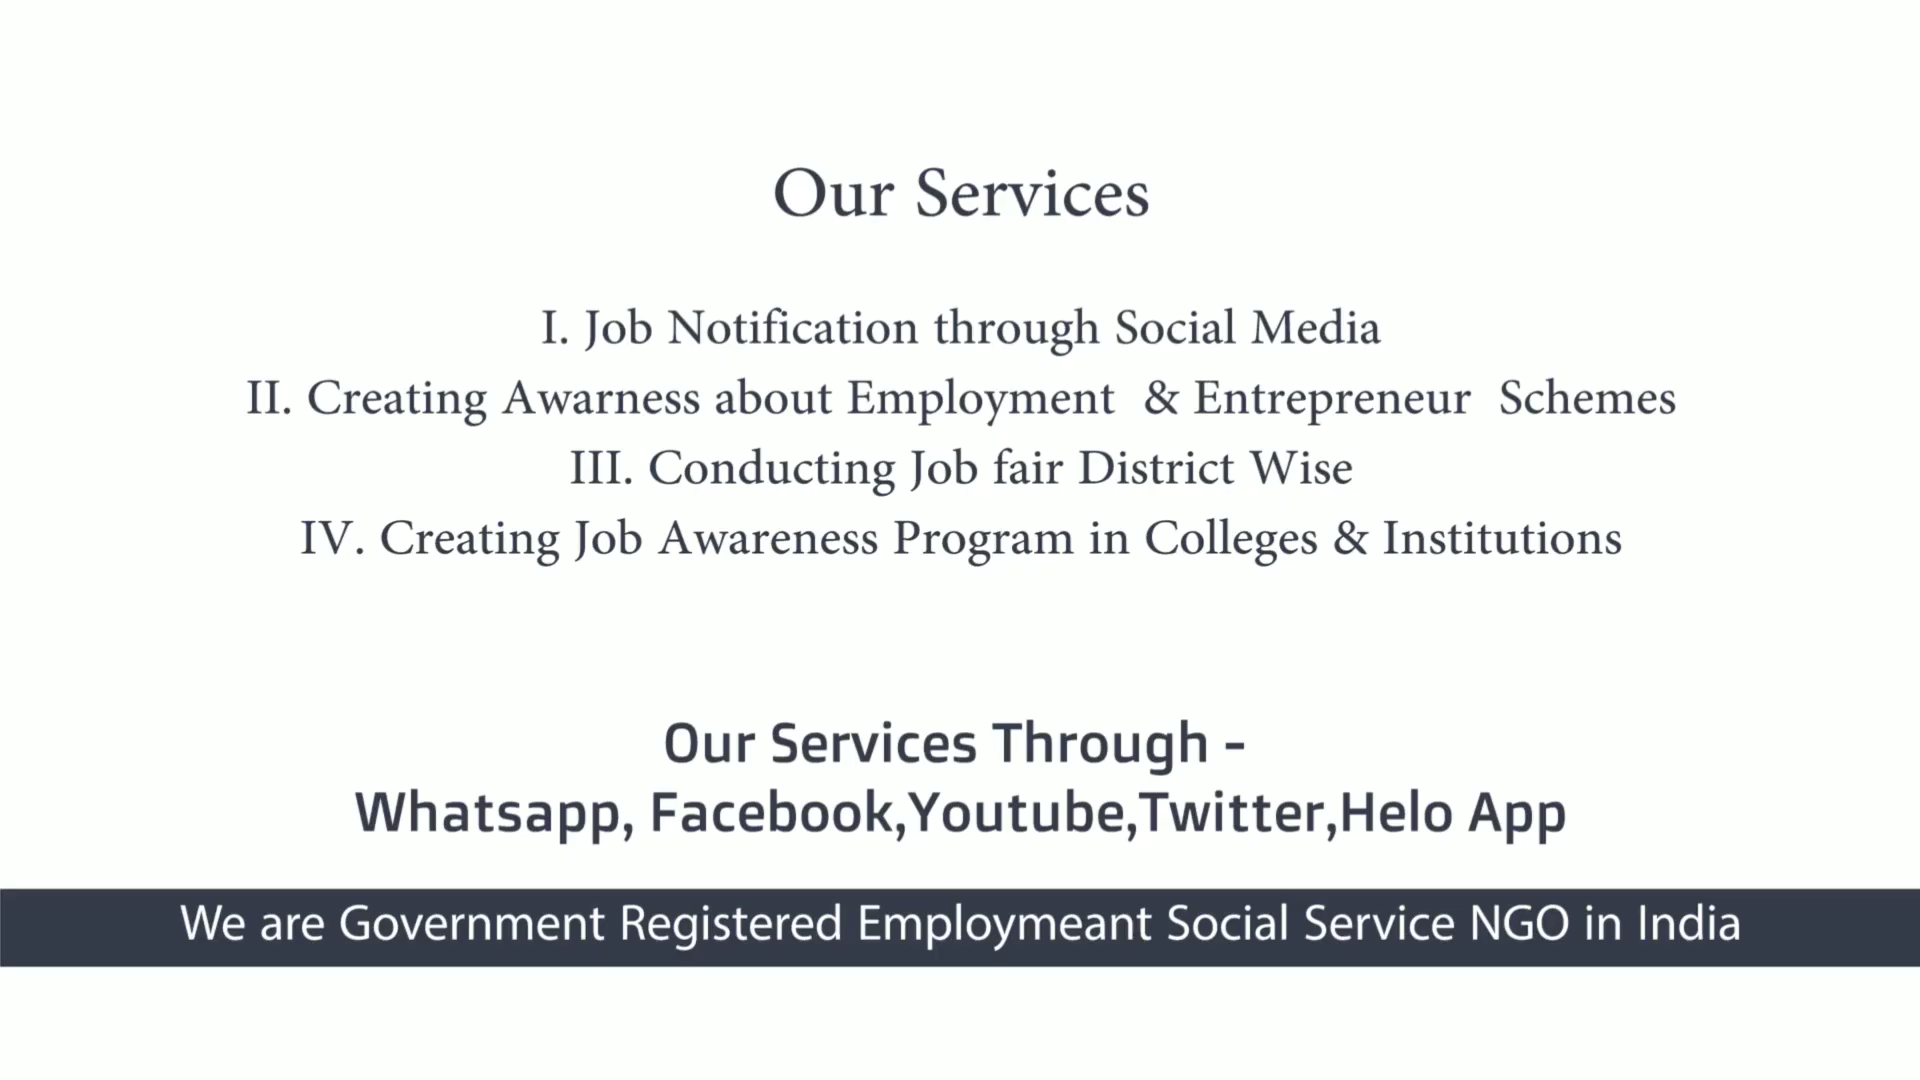 Our Services
I. Job Notification through Social Media
II. Creating Awarness about Employment & Entrepreneur Schemes
III. Conducting Job fair District Wise
IV. Creating Job Awareness Program in Colleges & Institutions
Our Services Through -
Whatsapp, Facebook,Youtube,Twitter,Helo App
We are Government Registered Employmeant Social Service NGO in India